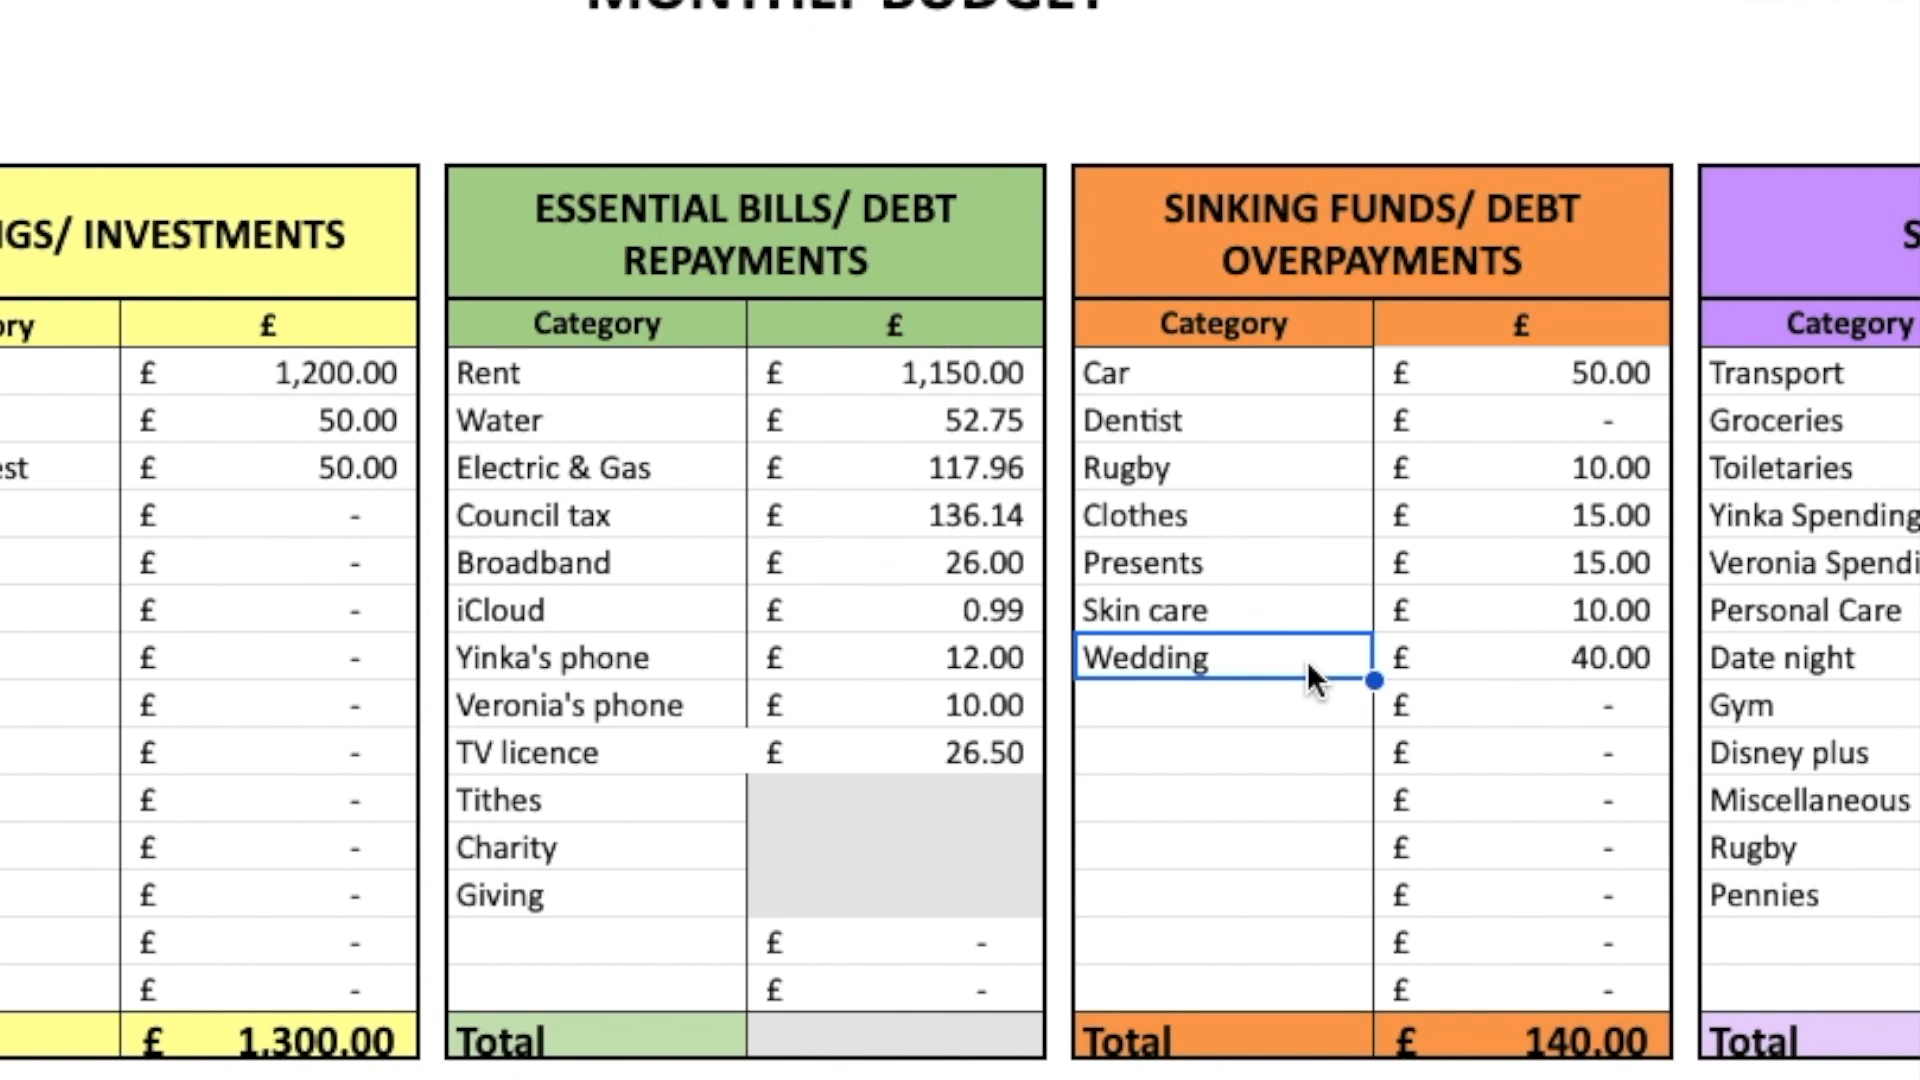 MONTHLY BUDGET
NGS/ INVESTMENTS
ory £
£ 1,200.00
£ 50.00
est £ 50.00
£ -
£ -
£ -
£ -
£ -
£ -
£ -
£ -
£ -
£ -
£ -
£ 1,300.00
ESSENTIAL BILLS/ DEBT
REPAYMENTS
Category £
Rent £ 1,150.00
Water £ 52.75
Electric & Gas £ 117.96
Council tax £ 136.14
Broadband £ 26.00
iCloud £ 0.99
Yinka's phone £ 12.00
Veronia's phone £ 10.00
TV licence £ 26.50
Tithes
Charity
Giving
£ -
£ -
Total
SINKING FUNDS/ DEBT
OVERPAYMENTS
Category £
Car £ 50.00
Dentist £ -
Rugby £ 10.00
Clothes £ 15.00
Presents £ 15.00
Skin care £ 10.00
Wedding £ 40.00
£ -
£ -
£ -
£ -
£ -
£ -
£ -
Total £ 140.00
S
Category
Transport
Groceries
Toiletaries
Yinka Spending
Veronia Spendi
Personal Care
Date night
Gym
Disney plus
Miscellaneous
Rugby
Pennies
Total